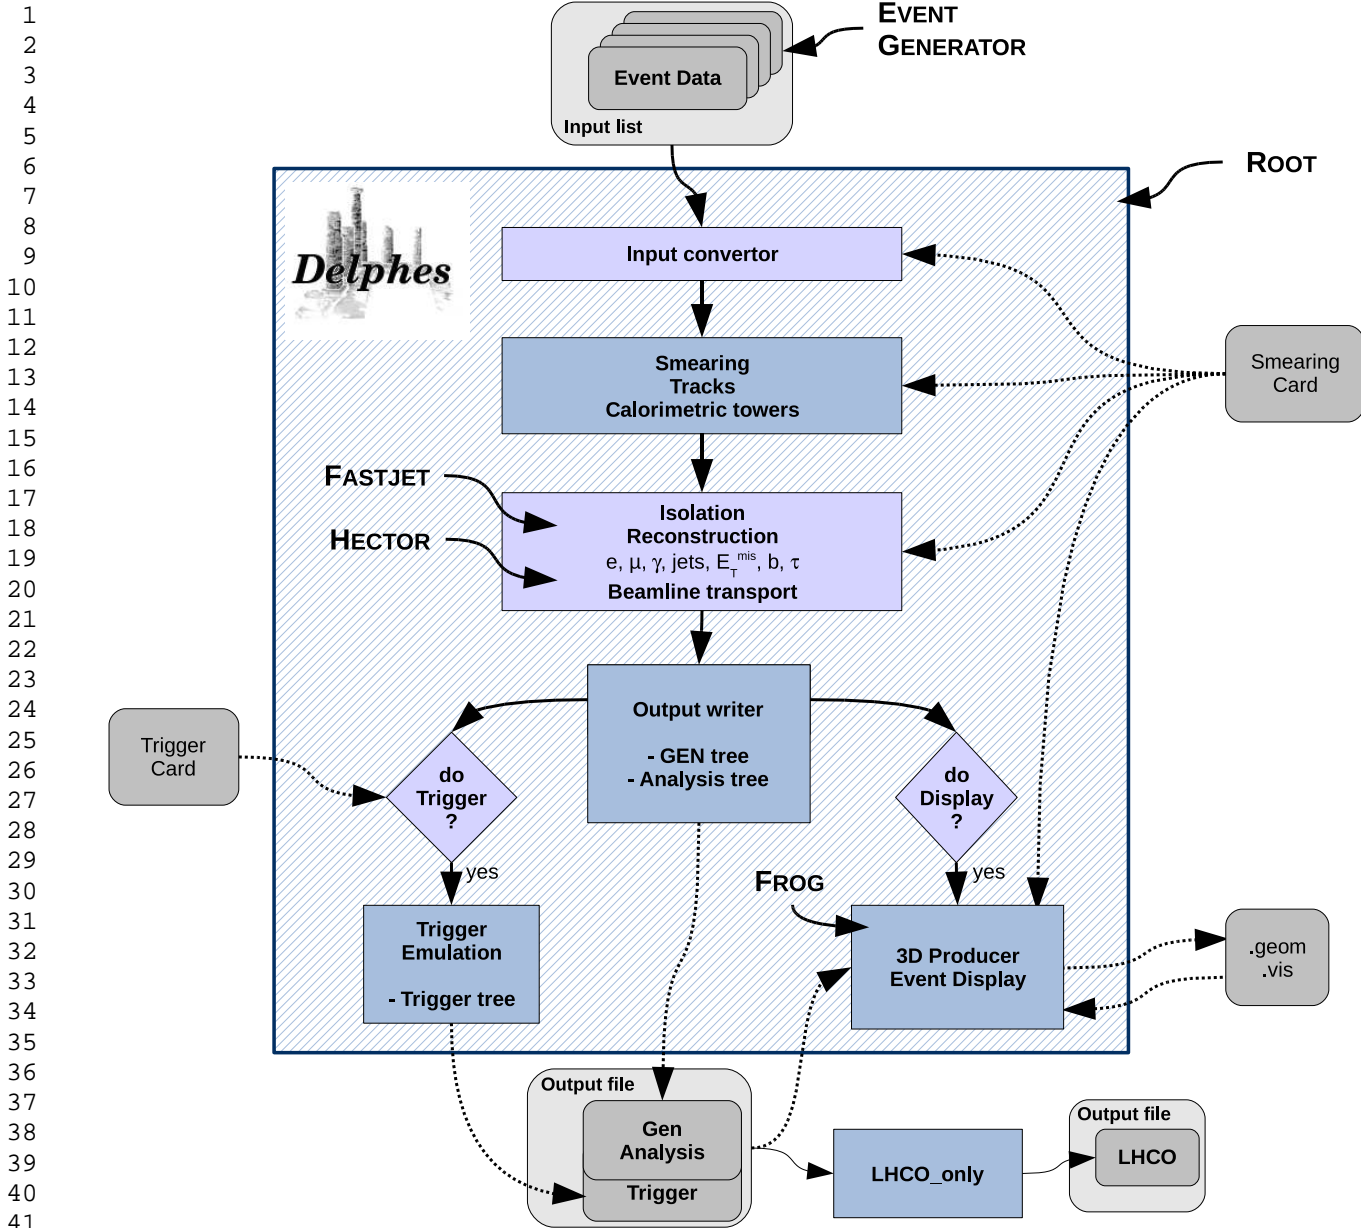 1
2
3
4
5
6
7
8
9
10
11
12
13
14
15
16
17
18
19
20
21
22
23
24
25
26
27
28
29
30
31
32
33
34
35
36
37
38
39
40
41
EVENT
GENERATOR
Event Data
Input list
ROOT
Delphes
Input convertor
Smearing
Tracks
Calorimetric towers
Smearing
Card
FASTJET
HECTOR
Isolation
Reconstruction
e, μ, γ, jets, E_T^mis, b, τ
Beamline transport
Output writer
- GEN tree
- Analysis tree
Trigger
Card
do
Trigger
?
yes
do
Display
?
yes
FROG
Trigger
Emulation
- Trigger tree
3D Producer
Event Display
.geom
.vis
Output file
Gen
Analysis
Trigger
LHCO_only
Output file
LHCO